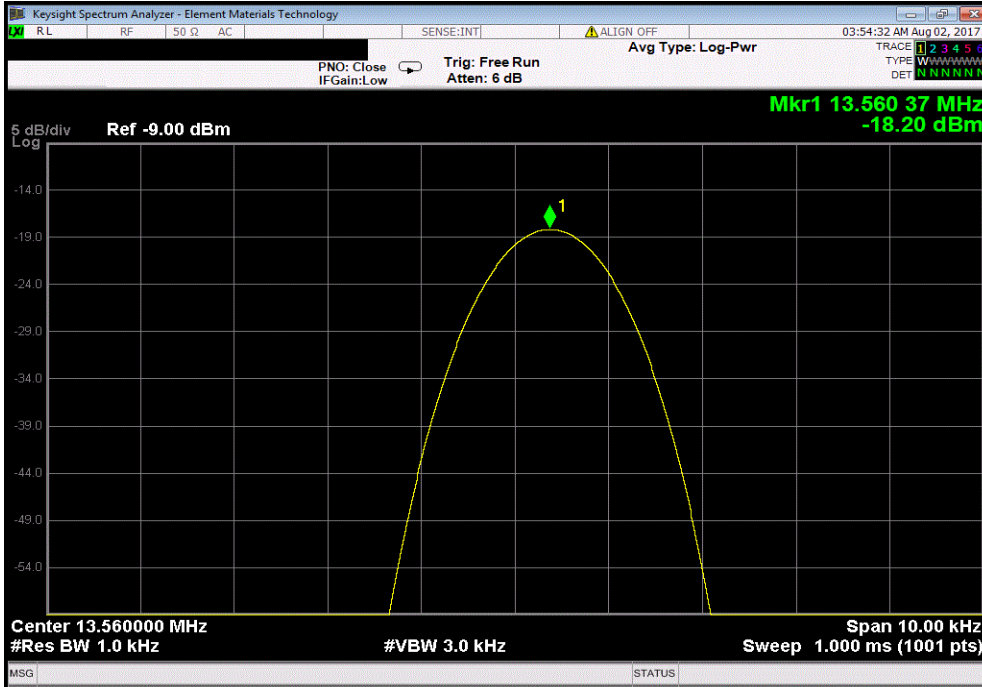 Keysight Spectrum Analyzer - Element Materials Technology
LXI RL RF 50 Ω AC SENSE:INT ALIGN OFF 03:54:32 AM Aug 02, 2017
Avg Type: Log-Pwr TRACE 1 2 3 4 5 6
PNO: Close Trig: Free Run TYPE WWWWWW
IFGain:Low Atten: 6 dB DET N N N N N N
Mkr1 13.560 37 MHz
5 dB/div Ref -9.00 dBm -18.20 dBm
Log
-14.0
1
-19.0
-24.0
-29.0
-34.0
-39.0
-44.0
-49.0
-54.0
Center 13.560000 MHz Span 10.00 kHz
#Res BW 1.0 kHz #VBW 3.0 kHz Sweep 1.000 ms (1001 pts)
MSG STATUS